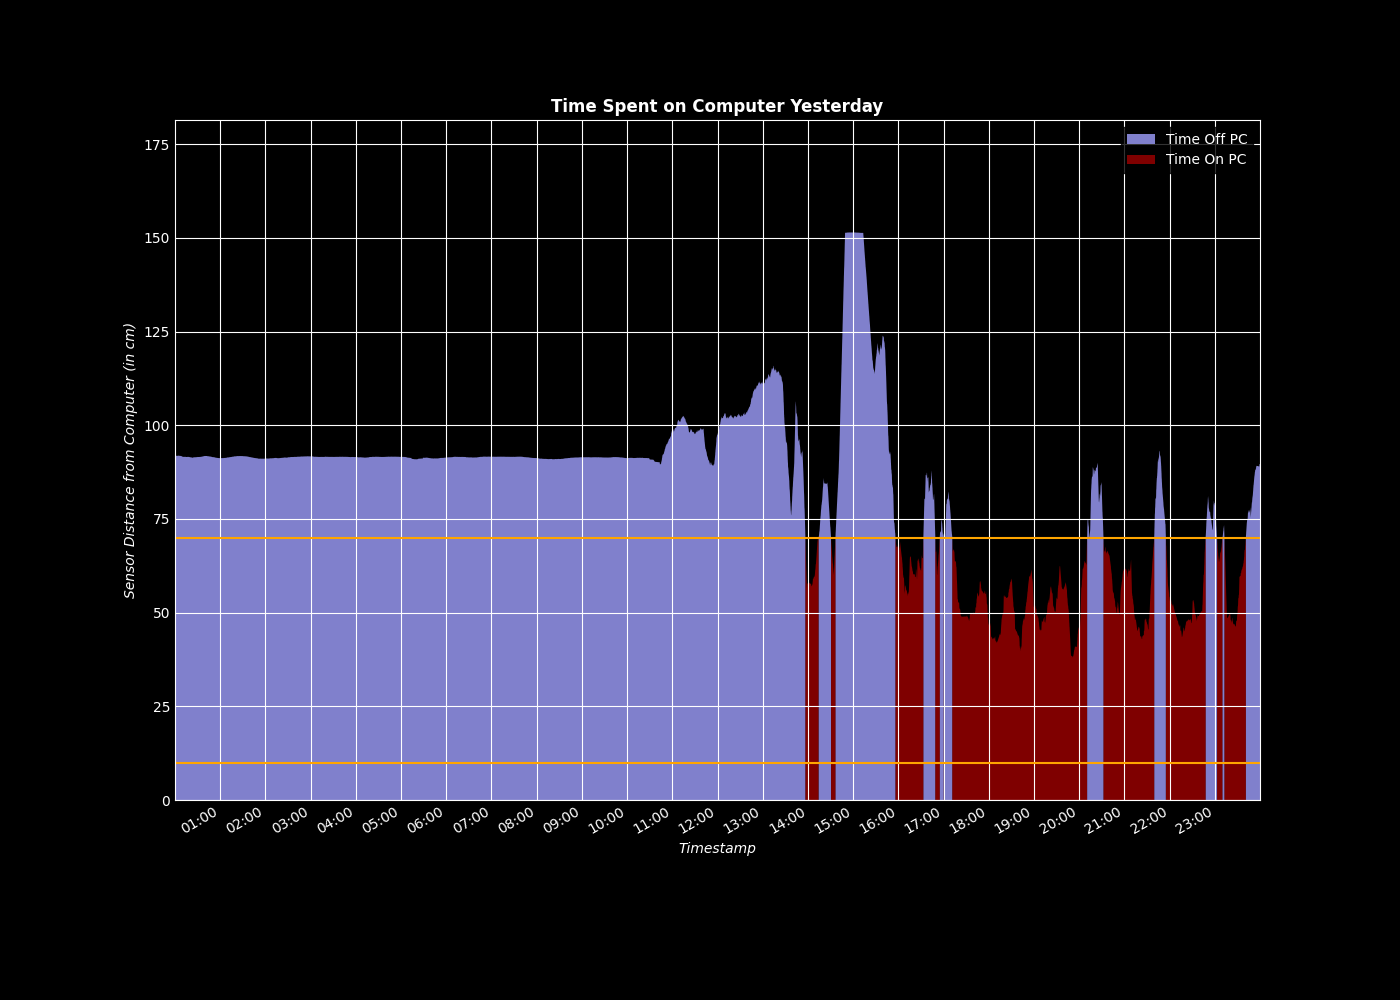 Time Spent on Computer Yesterday
Time Off PC
Time On PC
Sensor Distance from Computer (in cm)
175
150
125
100
75
50
25
0
01:00 02:00 03:00 04:00 05:00 06:00 07:00 08:00 09:00 10:00 11:00 12:00 13:00 14:00 15:00 16:00 17:00 18:00 19:00 20:00 21:00 22:00 23:00
Timestamp